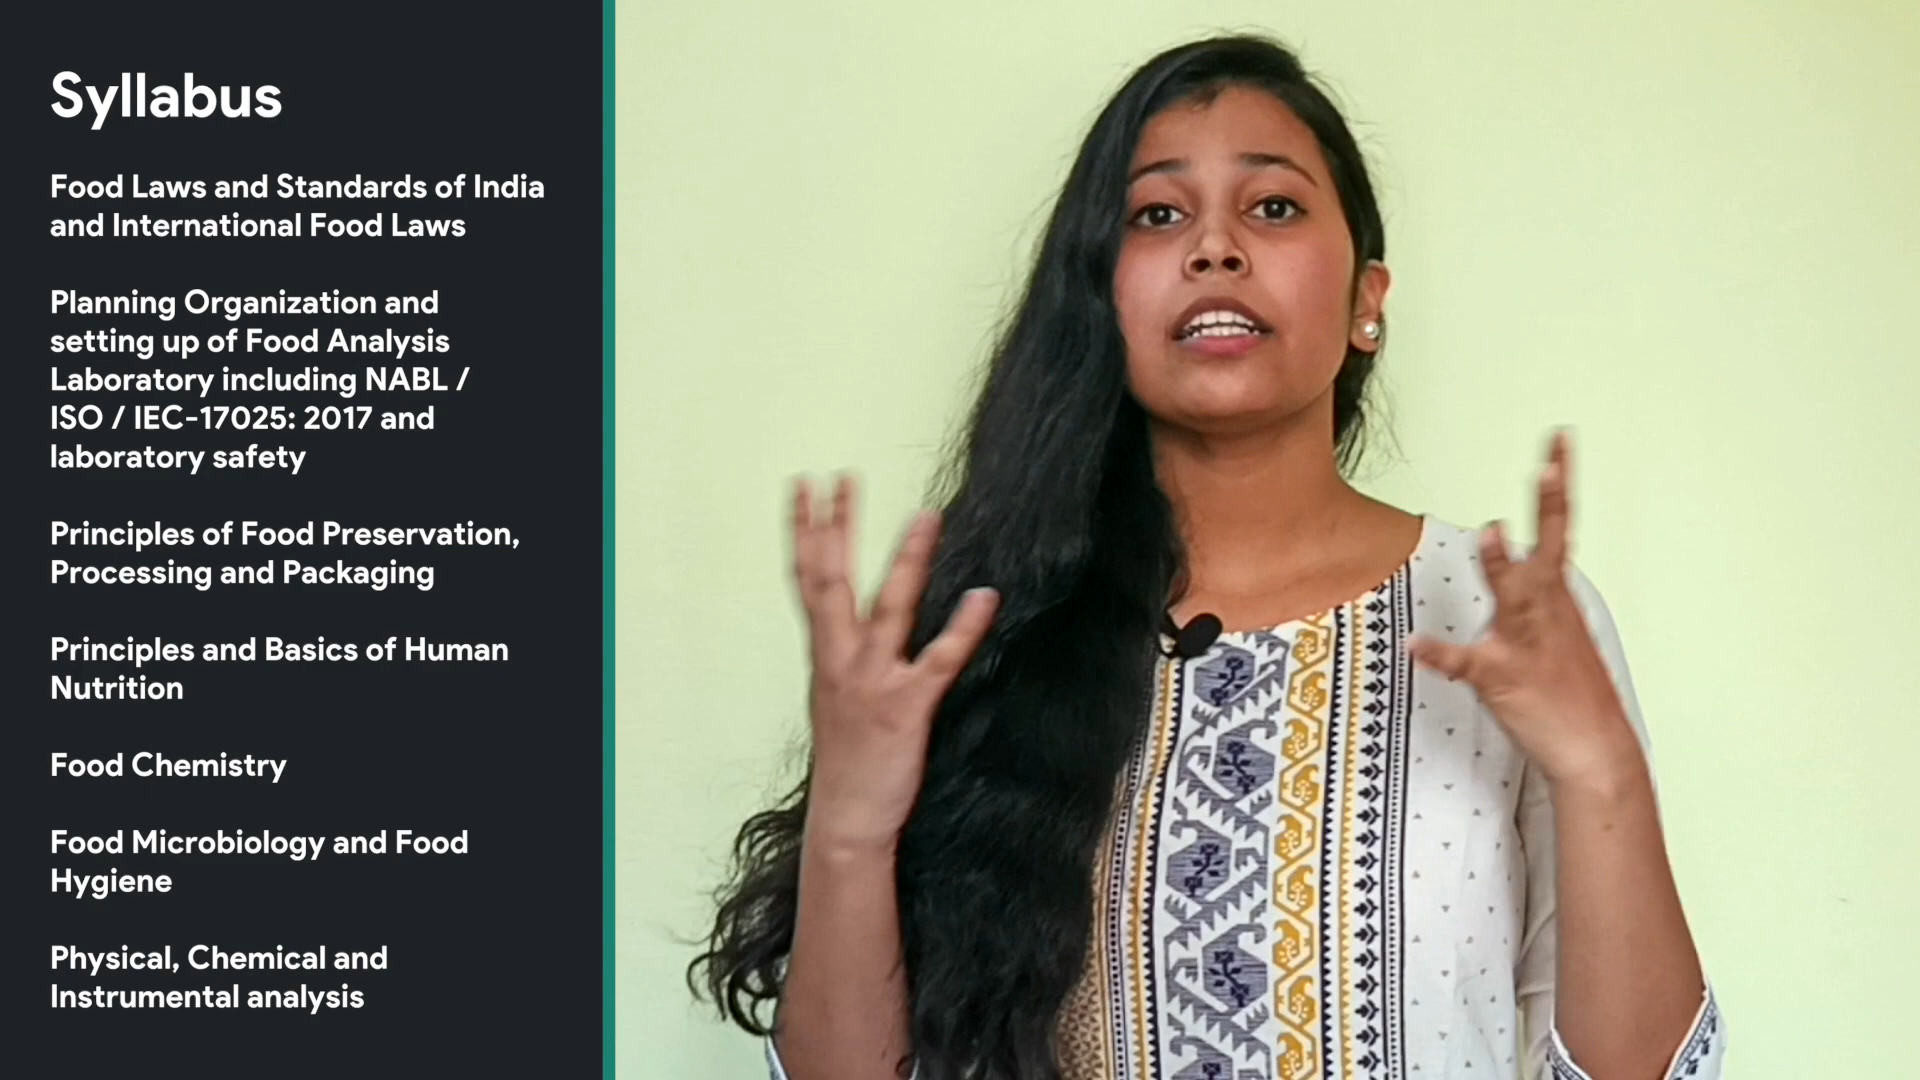 Syllabus
Food Laws and Standards of India
and International Food Laws
Planning Organization and
setting up of Food Analysis
Laboratory including NABL /
ISO / IEC-17025: 2017 and
laboratory safety
Principles of Food Preservation,
Processing and Packaging
Principles and Basics of Human
Nutrition
Food Chemistry
Food Microbiology and Food
Hygiene
Physical, Chemical and
Instrumental analysis